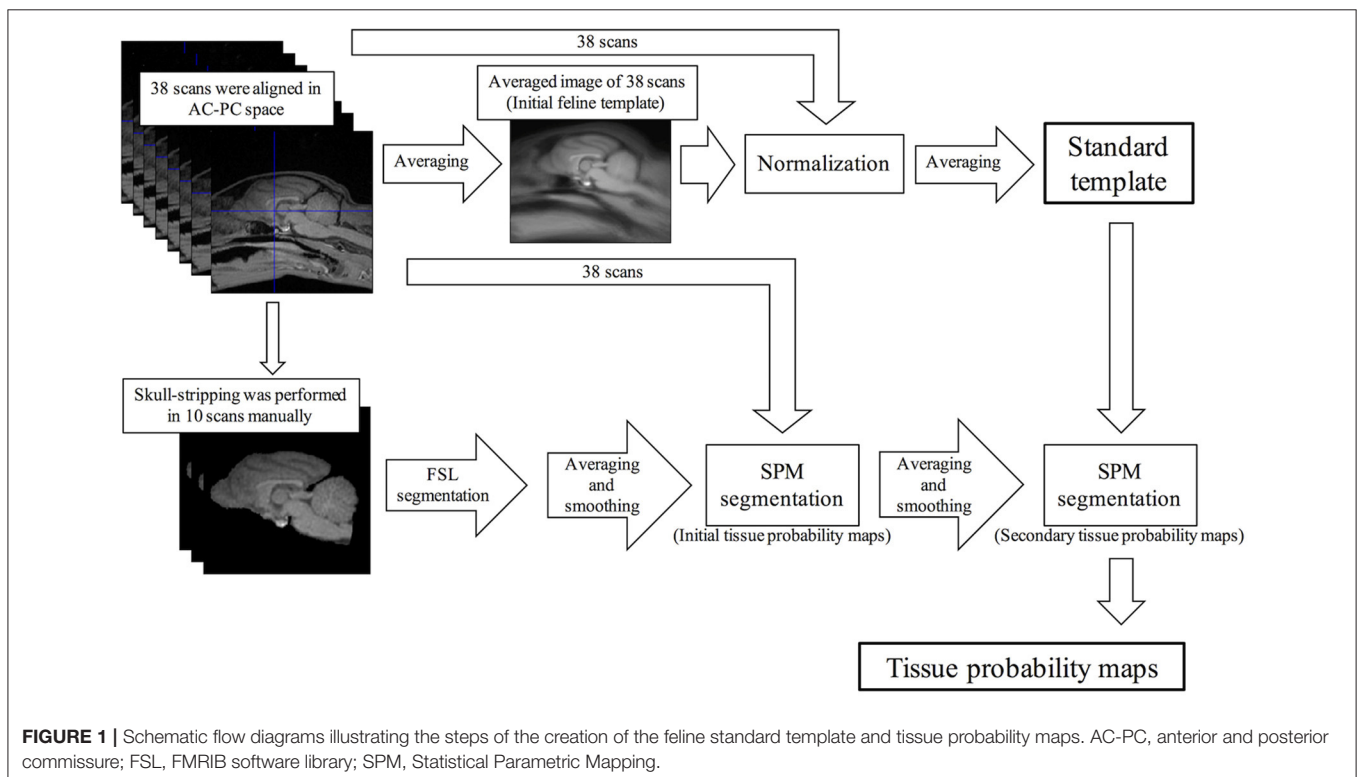 38 scans
38 scans were aligned in
AC-PC space
Averaging
Averaged image of 38 scans
(Initial feline template)
Normalization
Averaging
Standard
template
38 scans
Skull-stripping was performed
in 10 scans manually
FSL
segmentation
Averaging
and
smoothing
SPM
segmentation
(Initial tissue probability maps)
Averaging
and
smoothing
SPM
segmentation
(Secondary tissue probability maps)
Tissue probability maps
FIGURE 1 | Schematic flow diagrams illustrating the steps of the creation of the feline standard template and tissue probability maps. AC-PC, anterior and posterior
commissure; FSL, FMRIB software library; SPM, Statistical Parametric Mapping.